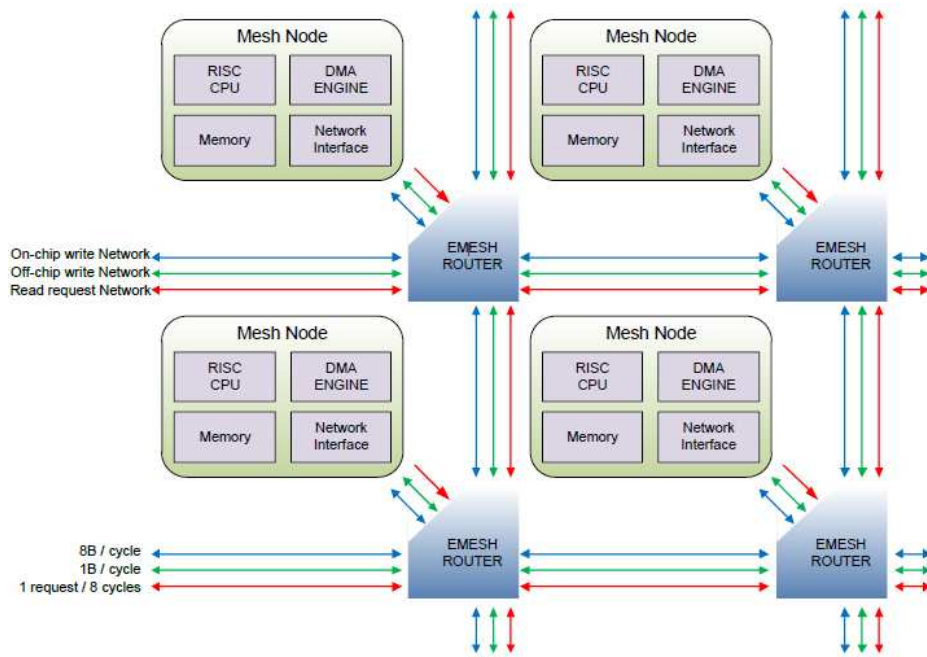 Mesh Node
Mesh Node
RISC
CPU
DMA
ENGINE
RISC
CPU
DMA
ENGINE
Memory
Network
Interface
Memory
Network
Interface
On-chip write Network
Off-chip write Network
Read request Network
EMESH
ROUTER
EMESH
ROUTER
Mesh Node
Mesh Node
RISC
CPU
DMA
ENGINE
RISC
CPU
DMA
ENGINE
Memory
Network
Interface
Memory
Network
Interface
8B / cycle
1B / cycle
1 request / 8 cycles
EMESH
ROUTER
EMESH
ROUTER